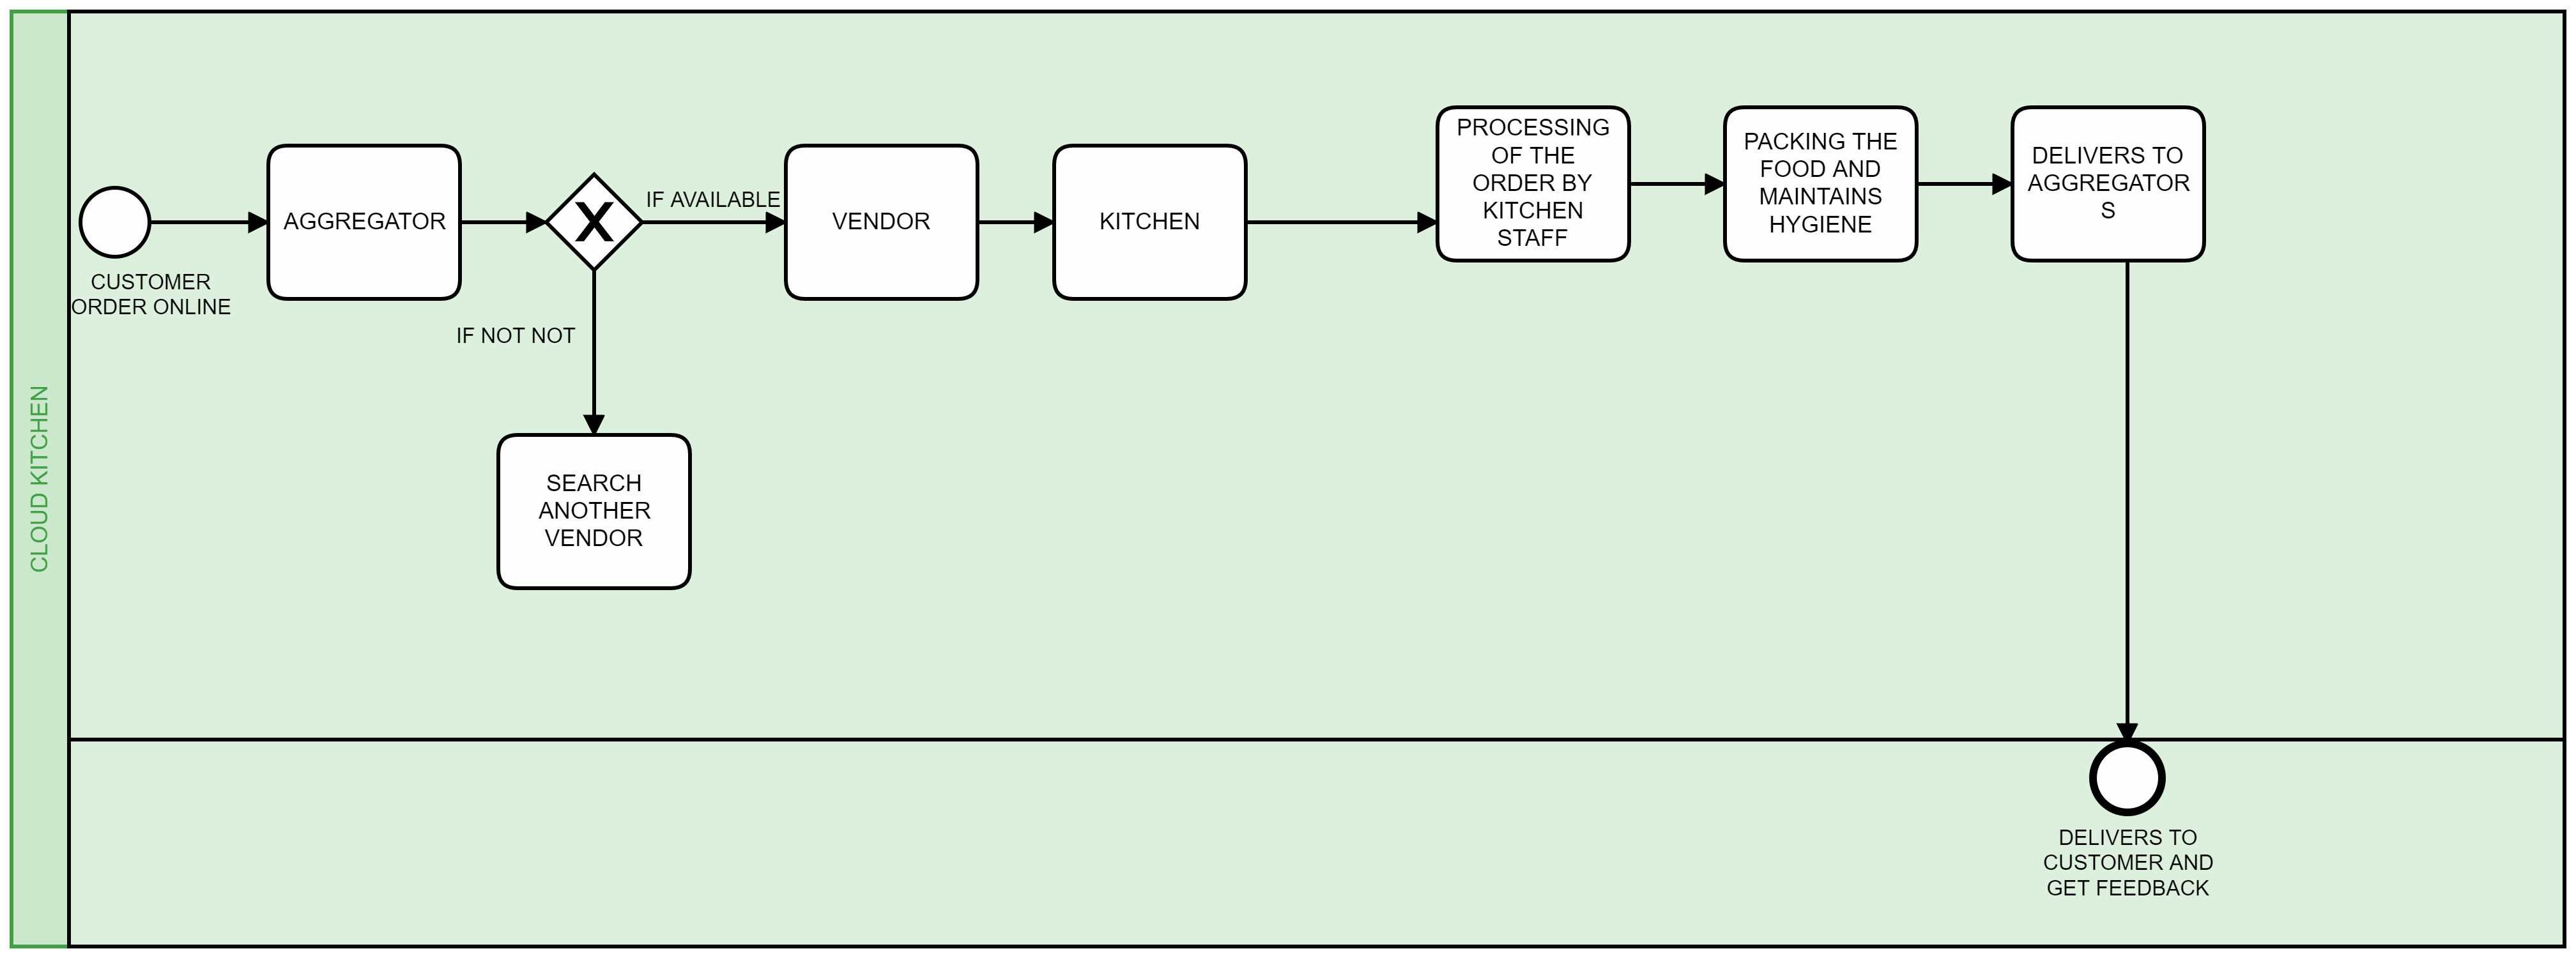 CLOUD KITCHEN
CUSTOMER
ORDER ONLINE
AGGREGATOR
X
IF AVAILABLE
IF NOT NOT
SEARCH
ANOTHER
VENDOR
VENDOR
KITCHEN
PROCESSING
OF THE
ORDER BY
KITCHEN
STAFF
PACKING THE
FOOD AND
MAINTAINS
HYGIENE
DELIVERS TO
AGGREGATOR
S
DELIVERS TO
CUSTOMER AND
GET FEEDBACK